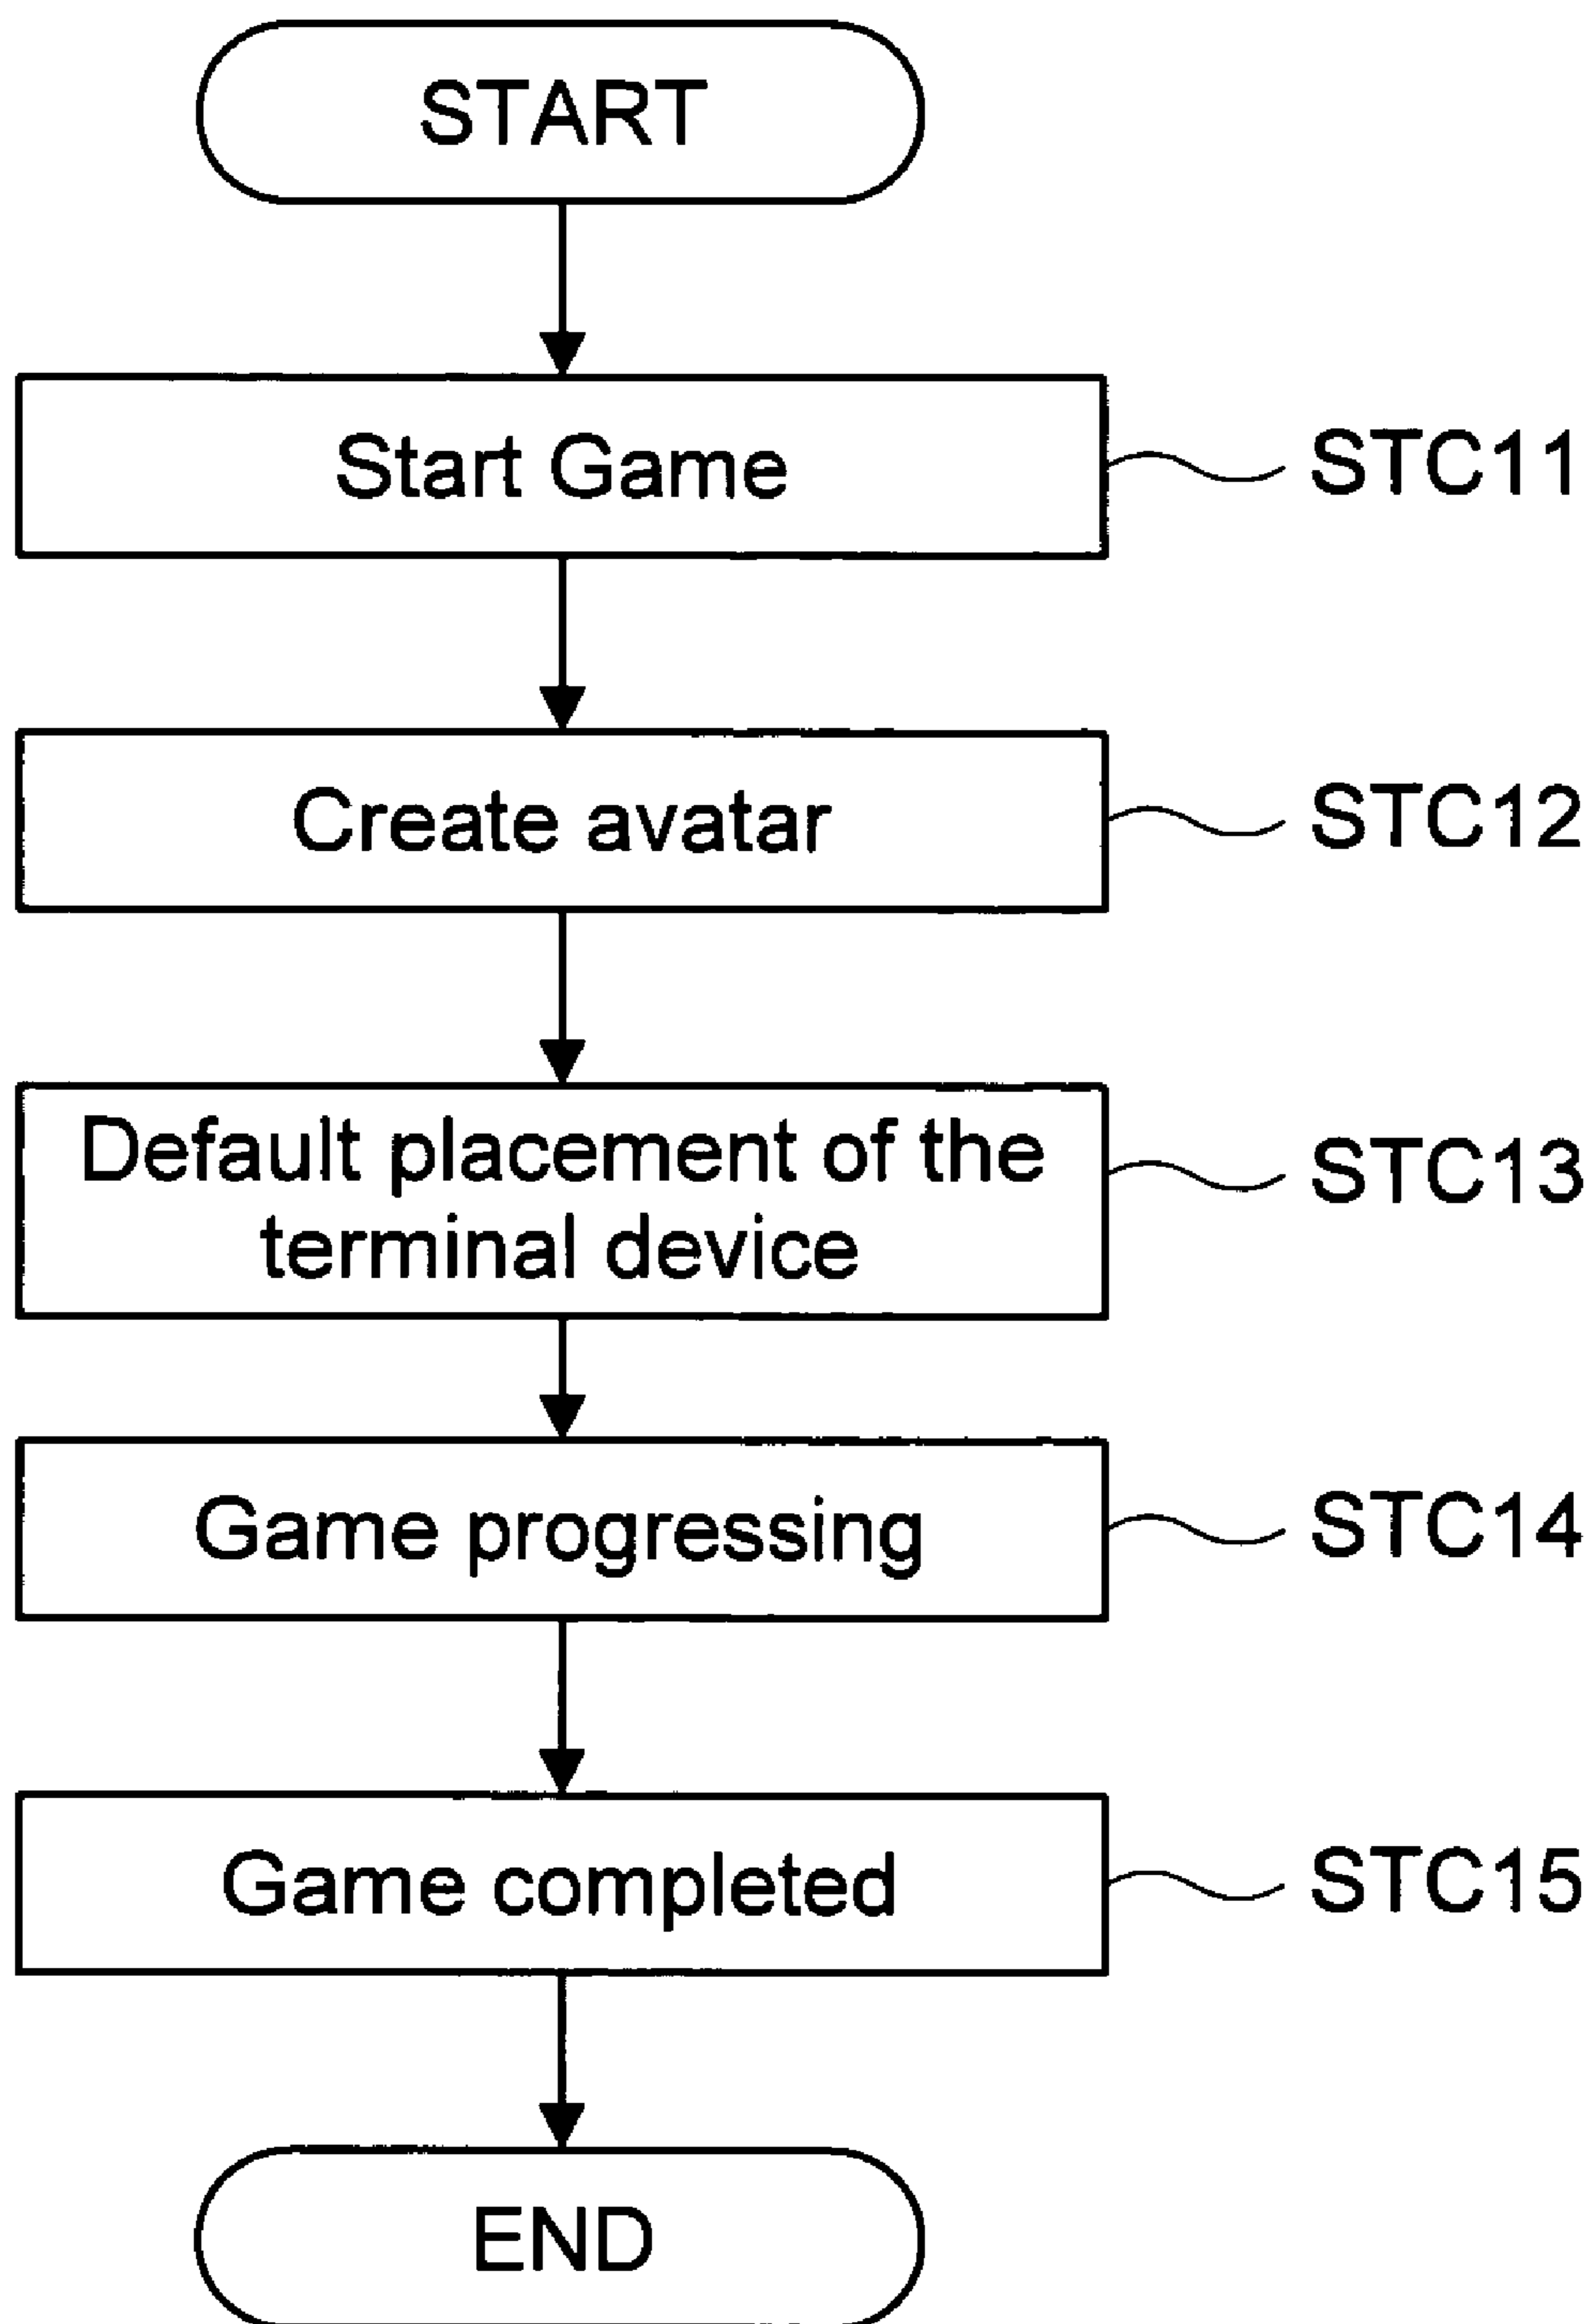 START
Start Game
STC11
Create avatar
STC12
Default placement of the
terminal device
STC13
Game progressing
STC14
Game completed
STC15
END